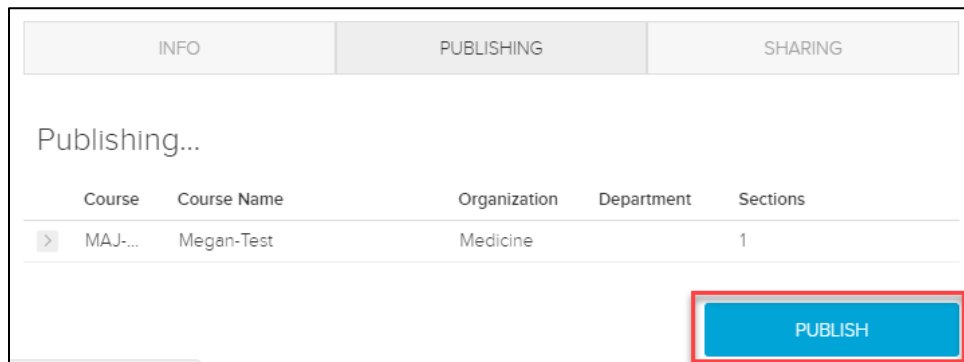 INFO PUBLISHING SHARING
Publishing...
Course Course Name Organization Department Sections
MAJ-... Megan-Test Medicine 1
PUBLISH